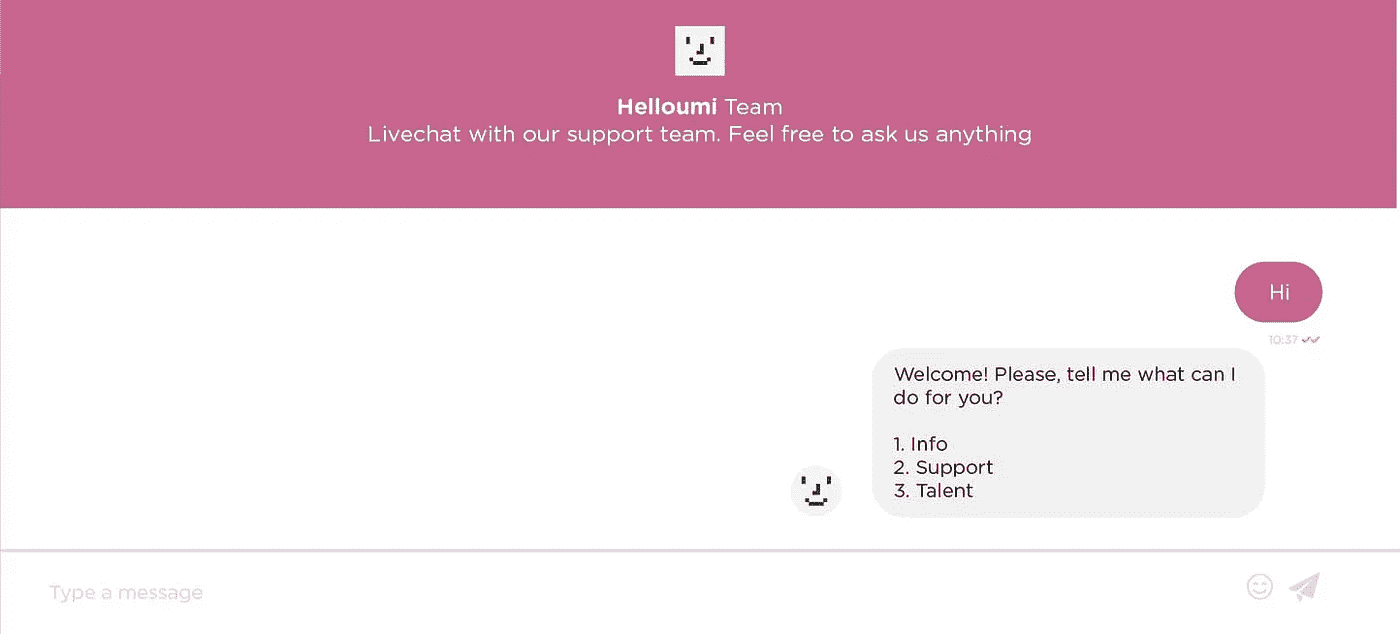 Helloumi Team
Livechat with our support team. Feel free to ask us anything
Hi
10:37
Welcome! Please, tell me what can I
do for you?
1. Info
2. Support
3. Talent
Type a message